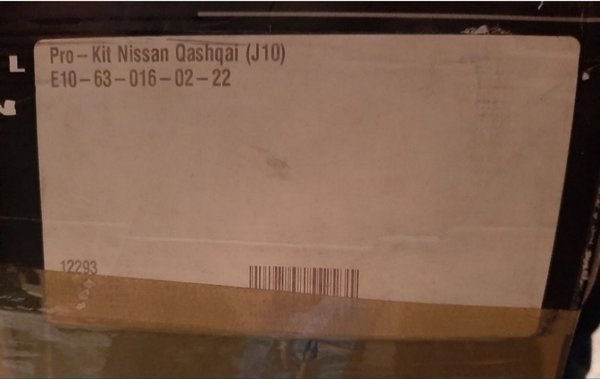 L
Pro-Kit Nissan Qashqai (J10)
E10-63-016-02-22
N
12293